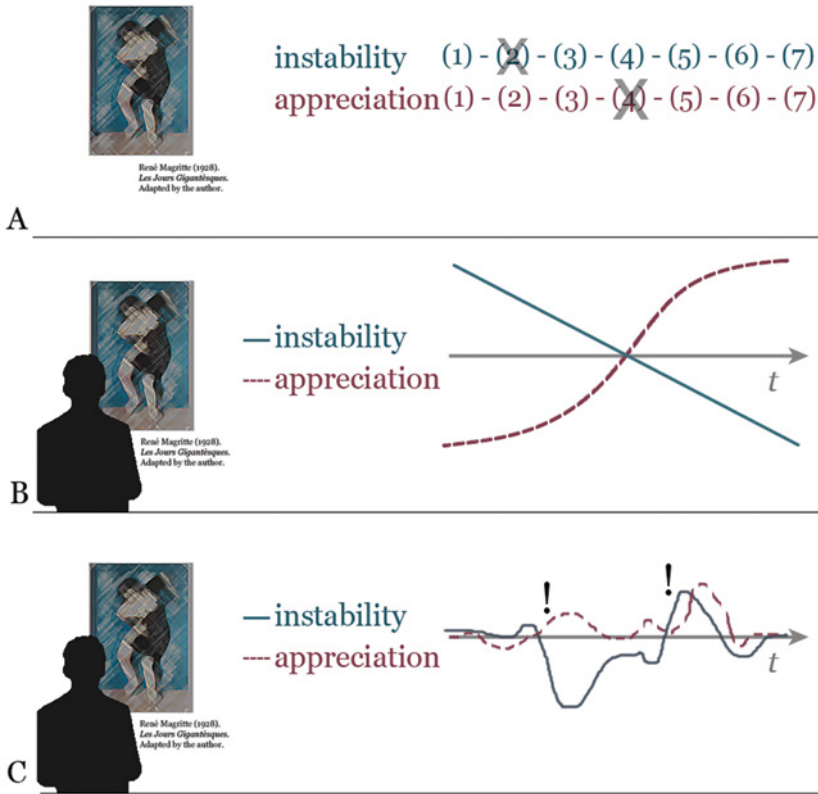 instability (1) - (2) - (3) - (4) - (5) - (6) - (7)
appreciation (1) - (2) - (3) - (4) - (5) - (6) - (7)
René Magritte (1928).
Les Jours Gigantèsques.
Adapted by the author.
A
instability
appreciation
t
René Magritte (1928).
Les Jours Gigantèsques.
Adapted by the author.
B
! !
instability
appreciation
t
René Magritte (1928).
Les Jours Gigantèsques.
Adapted by the author.
C